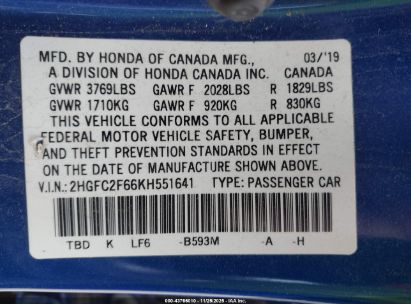 MFD. BY HONDA OF CANADA MFG., 03/'19
A DIVISION OF HONDA CANADA INC. CANADA
GVWR 3769LBS GAWR F 2028LBS R 1829LBS
GVWR 1710KG GAWR F 920KG R 830KG
THIS VEHICLE CONFORMS TO ALL APPLICABLE
FEDERAL MOTOR VEHICLE SAFETY, BUMPER,
AND THEFT PREVENTION STANDARDS IN EFFECT
ON THE DATE OF MANUFACTURE SHOWN ABOVE.
V.I.N.: 2HGFC2F66KH551641 TYPE: PASSENGER CAR
TBD K LF6 -B593M -A -H